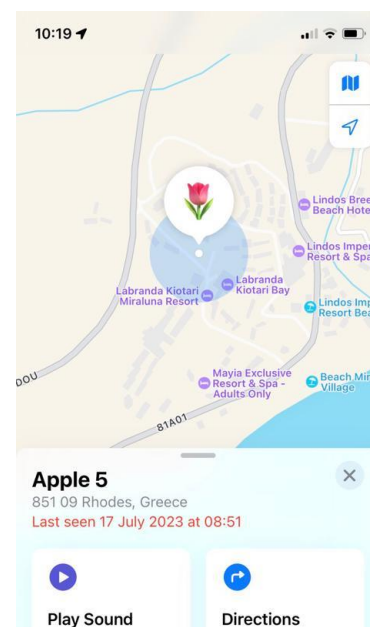 10:19
Lindos Bree
Beach Hote
Lindos Imper
Resort & Spa
Labranda
Kiotari Bay
Labranda Kiotari
Miraluna Resort
Lindos Imp
Resort Bea
Mayia Exclusive
Resort & Spa -
Adults Only
Beach Mir
Village
DOU
81A01
Apple 5
851 09 Rhodes, Greece
Last seen 17 July 2023 at 08:51
Play Sound
Directions